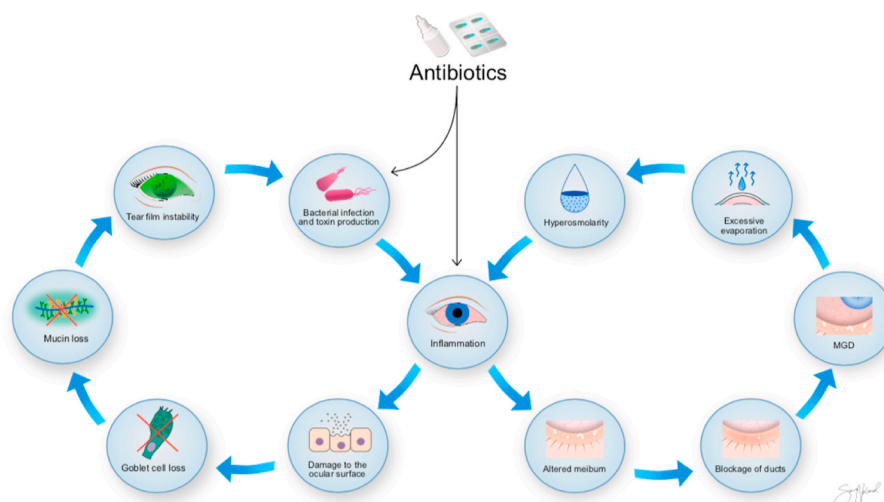 Antibiotics
Tear film instability
Bacterial infection
and toxin production
Hyperosmolarity
Excessive
evaporation
Mucin loss
Inflammation
MGD
Goblet cell loss
Damage to the
ocular surface
Altered meibum
Blockage of ducts